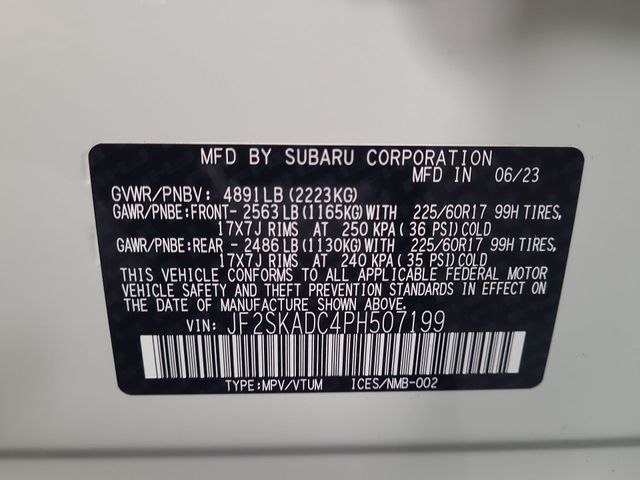 MFD BY SUBARU CORPORATION
MFD IN 06/23
GVWR/PNBV: 4891LB (2223KG)
GAWR/PNBE:FRONT- 2563LB (1165KG)WITH 225/60R17 99H TIRES,
17X7J RIMS AT 250 KPA (36 PSI)COLD
GAWR/PNBE:REAR - 2486LB (1130KG)WITH 225/60R17 99H TIRES,
17X7J RIMS AT 240 KPA (35 PSI)COLD
THIS VEHICLE CONFORMS TO ALL APPLICABLE FEDERAL MOTOR
VEHICLE SAFETY AND THEFT PREVENTION STANDARDS IN EFFECT ON
THE DATE OF MANUFACTURE SHOWN ABOVE.
VIN: JF2SKADC4PH507199
TYPE:MPV/VTUM ICES/NMB-002